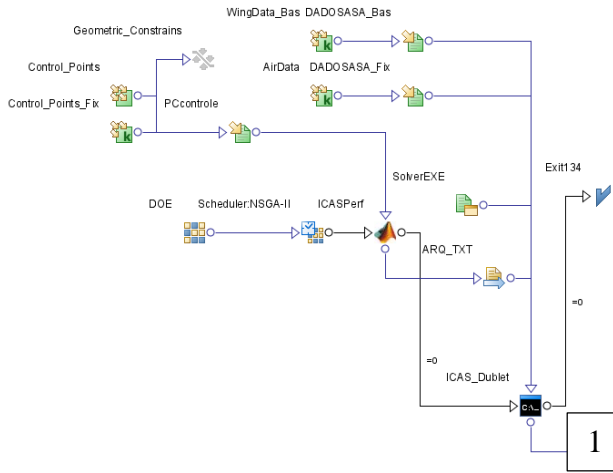 WingData_Bas DADOSASA_Bas
Geometric_Constrains
Control_Points
AirData DADOSASA_Fix
Control_Points_Fix
PCcontrole
k
k
k
SolverEXE
Exit134
DOE
Scheduler:NSGA-II
ICASPerf
ARQ_TXT
=0
=0
ICAS_Dublet
C:\_
1